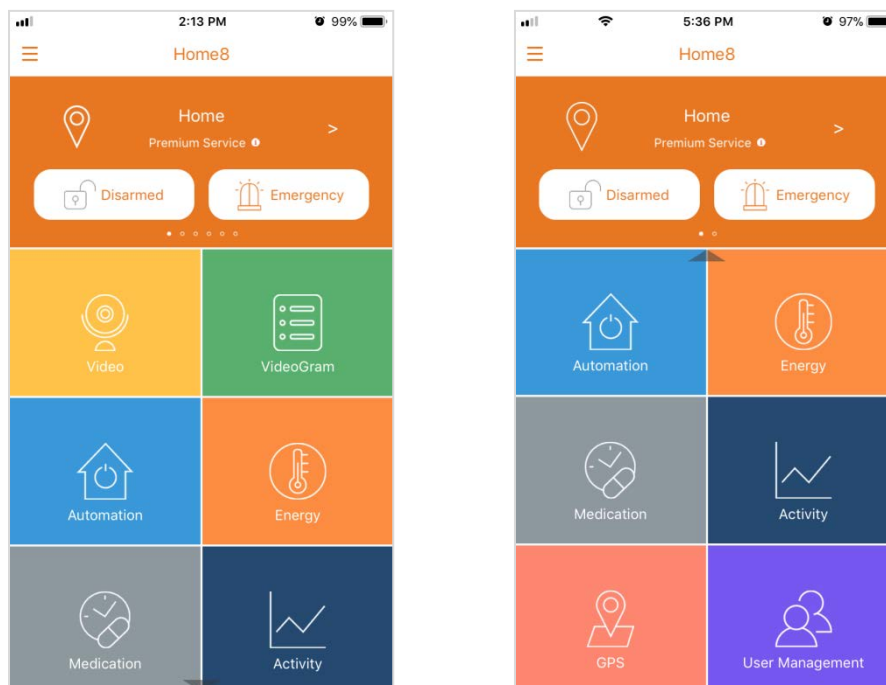 2:13 PM 99%
Home8
Home
Premium Service
>
Disarmed Emergency
Video VideoGram
Automation Energy
Medication Activity
5:36 PM 97%
Home8
Home
Premium Service
>
Disarmed Emergency
Automation Energy
Medication Activity
GPS User Management